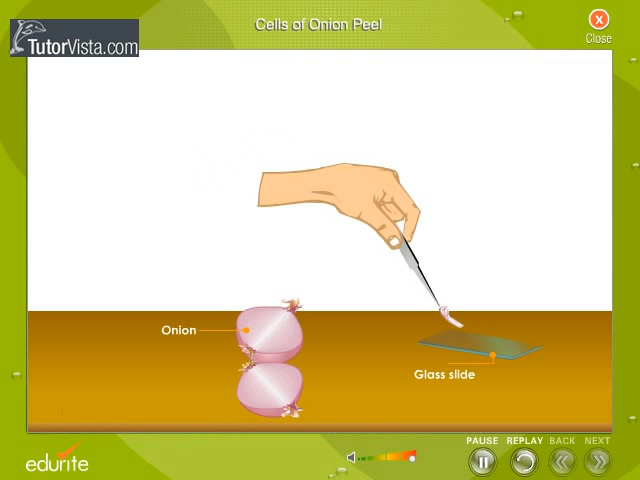 Cells of Onion Peel
X
Close
TutorVista.com
Onion
Glass slide
PAUSE REPLAY BACK NEXT
edurite